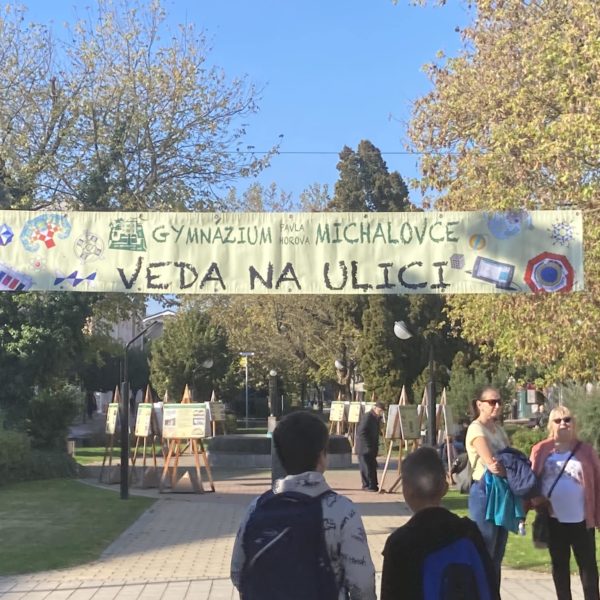 GYMNÁZIUM PAVLA HOROVA MICHALOVCE
VEDA NA ULICI